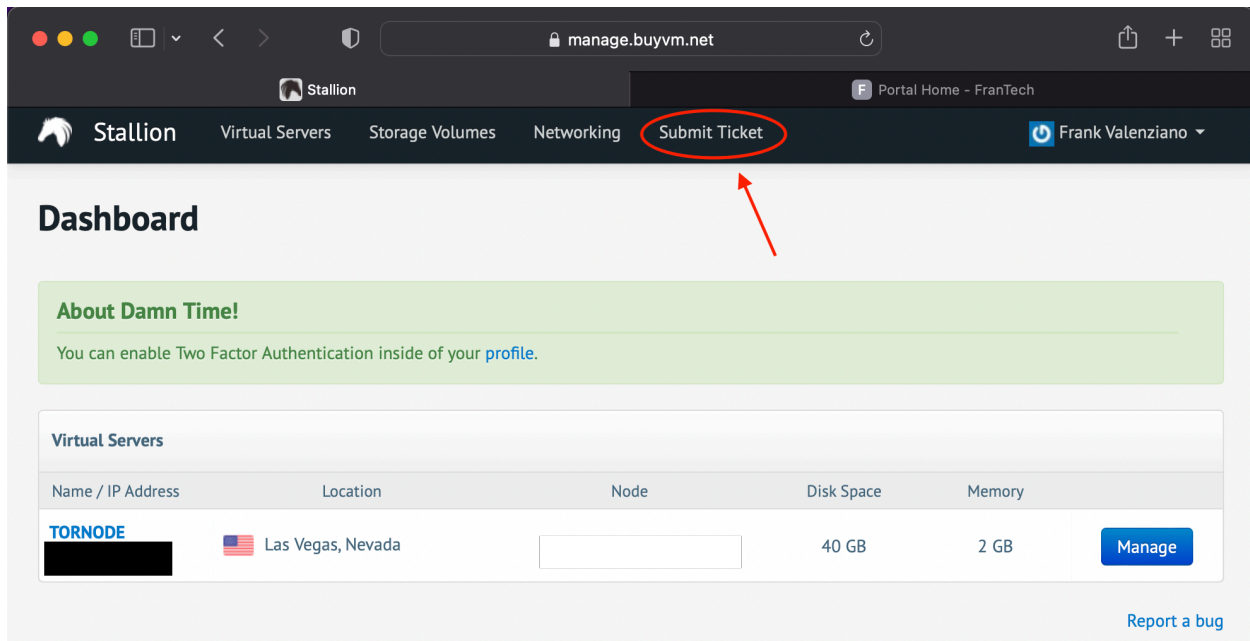 manage.buyvm.net
Stallion
F Portal Home - FranTech
Stallion Virtual Servers Storage Volumes Networking Submit Ticket Frank Valenziano
Dashboard
About Damn Time!
You can enable Two Factor Authentication inside of your profile.
Virtual Servers
Name / IP Address Location Node Disk Space Memory
TORNODE
Las Vegas, Nevada 40 GB 2 GB Manage
Report a bug